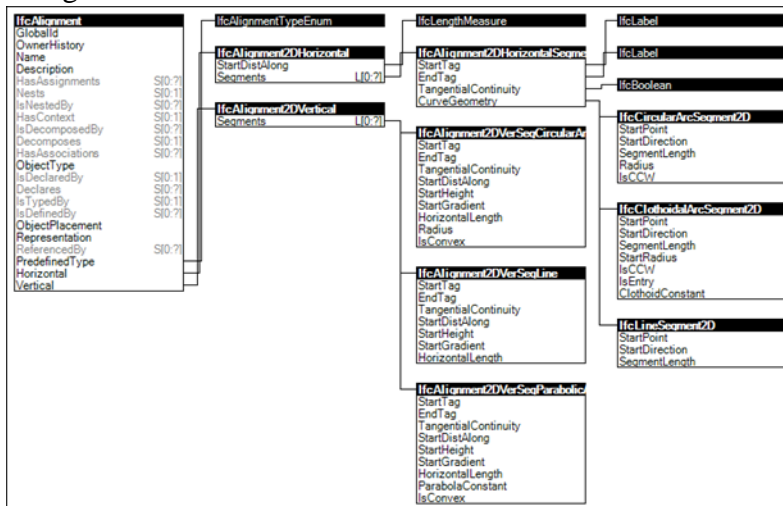 IfcAlignment
GlobalId
OwnerHistory
Name
Description
HasAssignments S[0:?]
Nests S[0:1]
IsNestedBy S[0:?]
HasContext S[0:1]
IsDecomposedBy S[0:?]
Decomposes S[0:1]
HasAssociations S[0:?]
ObjectType
IsDeclaredBy S[0:1]
Declares S[0:?]
IsTypedBy S[0:1]
IsDefinedBy S[0:?]
ObjectPlacement
Representation
ReferencedBy S[0:?]
PredefinedType
Horizontal
Vertical
IfcAlignmentTypeEnum
IfcAlignment2DHorizontal
StartDistAlong
Segments L[0:?]
IfcAlignment2DVertical
Segments L[0:?]
IfcLengthMeasure
IfcAlignment2DHorizontalSegme
StartTag
EndTag
TangentialContinuity
CurveGeometry
IfcAlignment2DVerSegCircularAr
StartTag
EndTag
TangentialContinuity
StartDistAlong
StartHeight
StartGradient
HorizontalLength
Radius
IsConvex
IfcAlignment2DVerSegLine
StartTag
EndTag
TangentialContinuity
StartDistAlong
StartHeight
StartGradient
HorizontalLength
IfcAlignment2DVerSegParabolicA
StartTag
EndTag
TangentialContinuity
StartDistAlong
StartHeight
StartGradient
HorizontalLength
ParabolaConstant
IsConvex
IfcLabel
IfcLabel
IfcBoolean
IfcCircularArcSegment2D
StartPoint
StartDirection
SegmentLength
Radius
IsCCW
IfcClothoidalArcSegment2D
StartPoint
StartDirection
SegmentLength
StartRadius
IsCCW
IsEntry
ClothoidConstant
IfcLineSegment2D
StartPoint
StartDirection
SegmentLength